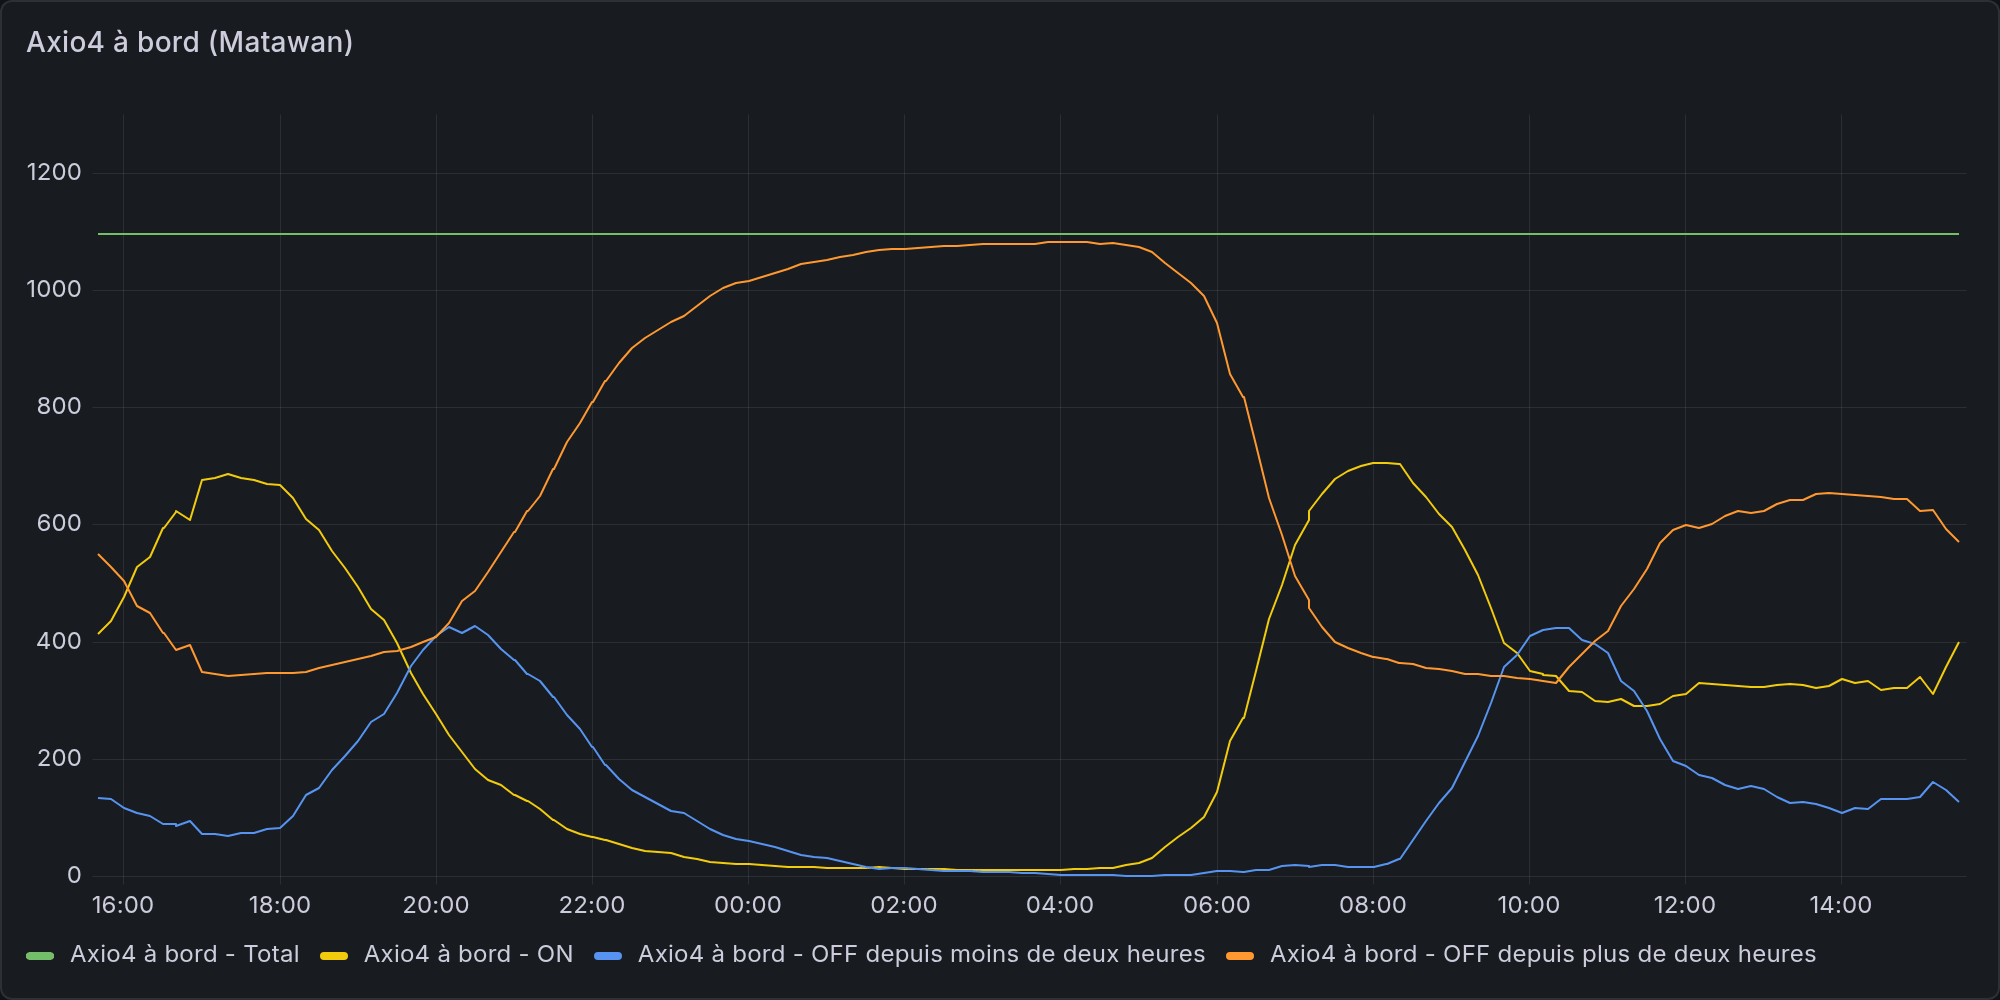 Axio4 à bord (Matawan)
1200
1000
800
600
400
200
0
16:00 18:00 20:00 22:00 00:00 02:00 04:00 06:00 08:00 10:00 12:00 14:00
Axio4 à bord - Total Axio4 à bord - ON Axio4 à bord - OFF depuis moins de deux heures Axio4 à bord - OFF depuis plus de deux heures